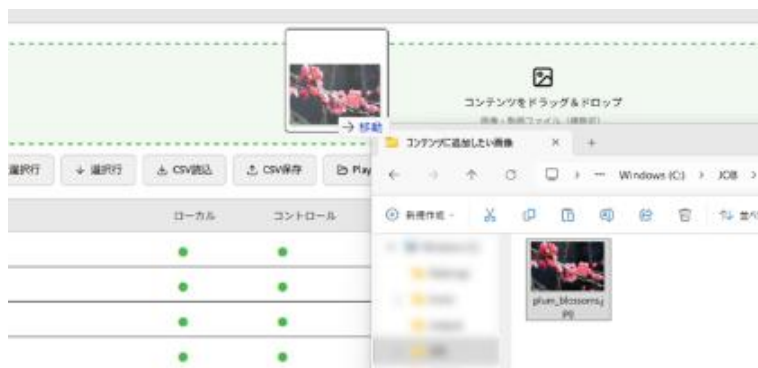 コンテンツをドラッグ&ドロップ
→ 移動
選択行
↓ 選択行
CSV読込
CSV保存
Play
ローカル
コントロール
コンテンツに追加したい画像
Windows (C:) > JOB >
新規作成
並べ
plum_blossoms.j
pg